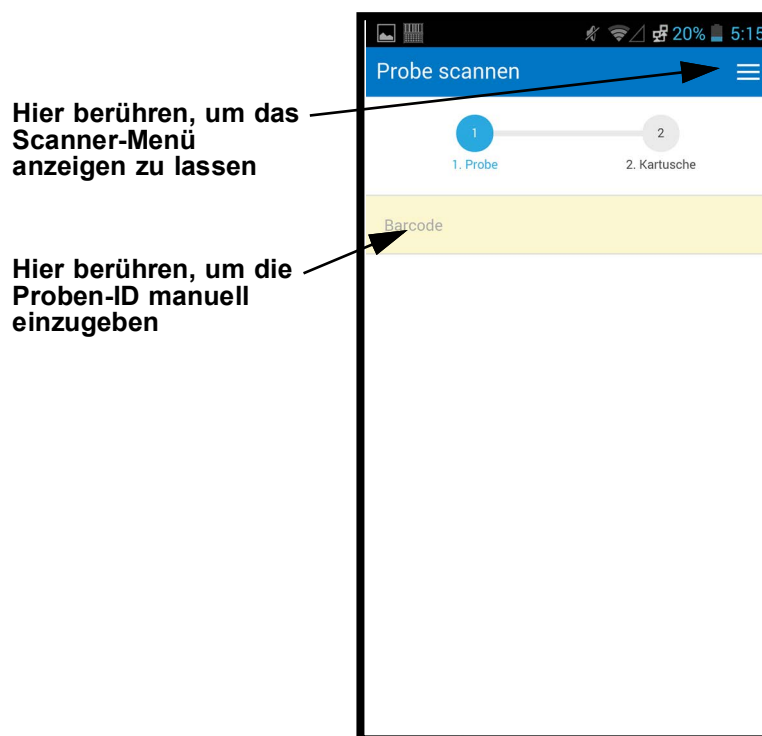 20% 5:15
Probe scannen
Hier berühren, um das
Scanner-Menü
anzeigen zu lassen
1
2
1. Probe
2. Kartusche
Barcode
Hier berühren, um die
Proben-ID manuell
einzugeben